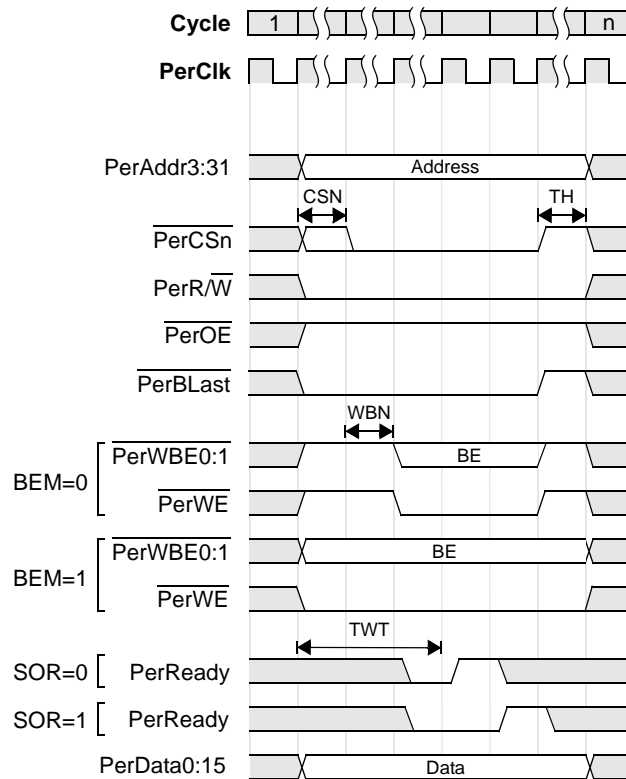 Cycle 1 n
PerClk
PerAddr3:31 Address
CSN TH
PerCSn
PerR/W
PerOE
PerBLast
WBN
BEM=0 PerWBE0:1 BE
PerWE
BEM=1 PerWBE0:1 BE
PerWE
TWT
SOR=0 PerReady
SOR=1 PerReady
PerData0:15 Data